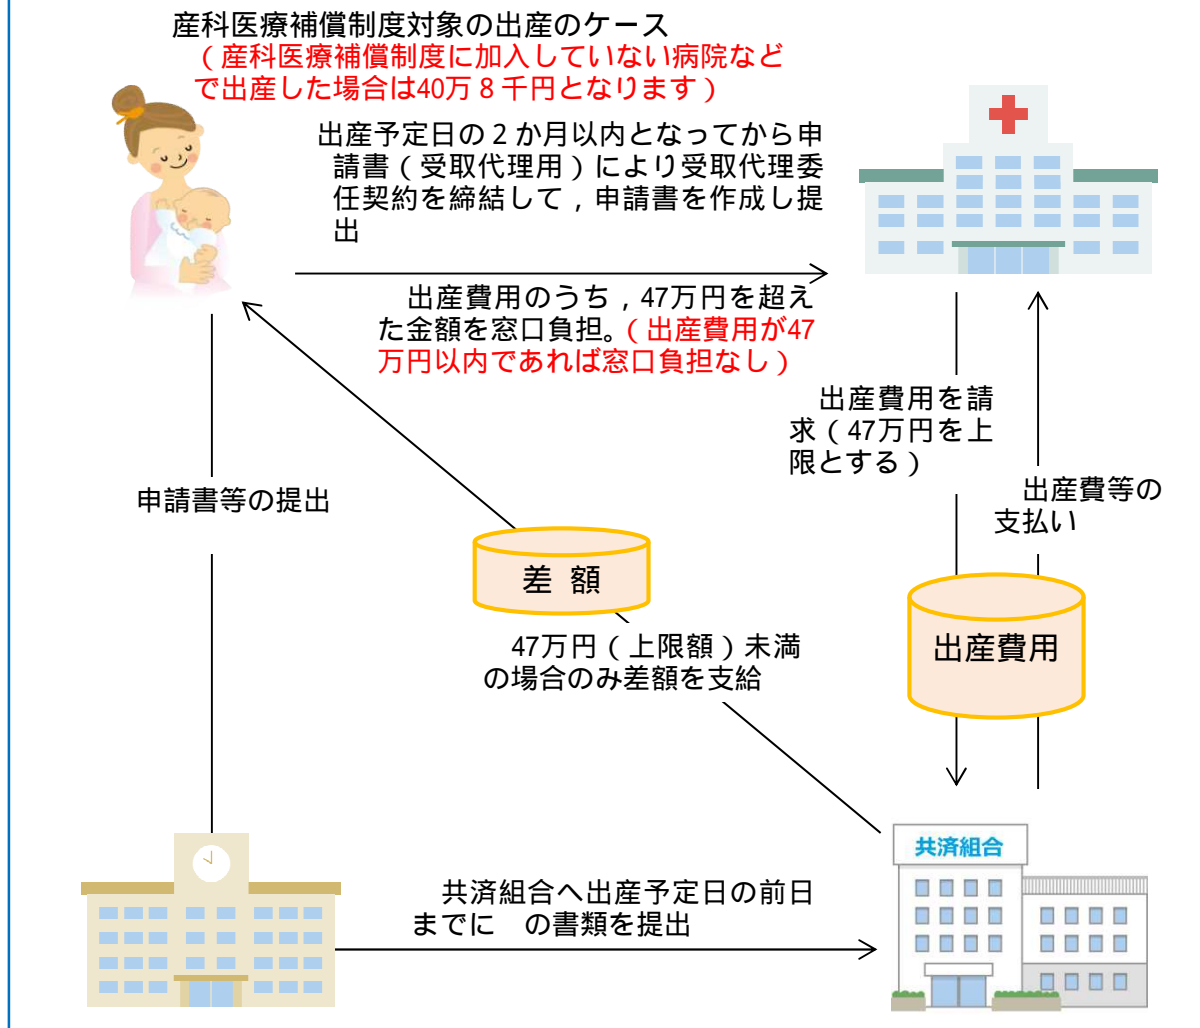 産科医療補償制度対象の出産のケース
（産科医療補償制度に加入していない病院など
で出産した場合は40万８千円となります）
出産予定日の２か月以内となってから申
請書（受取代理用）により受取代理委
任契約を締結して，申請書を作成し提
出
出産費用のうち，47万円を超え
た金額を窓口負担。（出産費用が47
万円以内であれば窓口負担なし）
出産費用を請
求（47万円を上
限とする）
申請書等の提出
出産費等の
支払い
差 額
出産費用
47万円（上限額）未満
の場合のみ差額を支給
共済組合
共済組合へ出産予定日の前日
までに　の書類を提出